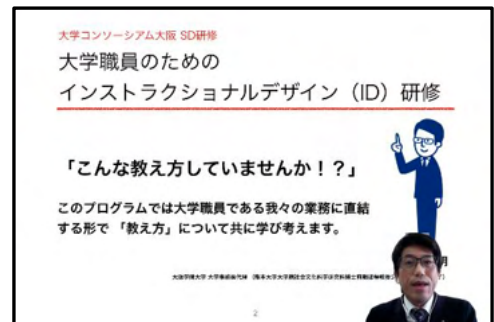 大学コンソーシアム大阪 SD研修
大学職員のための
インストラクショナルデザイン（ID）研修
「こんな教え方していませんか！？」
このプログラムでは大学職員である我々の業務に直結
する形で 「教え方」について共に学び考えます。
2